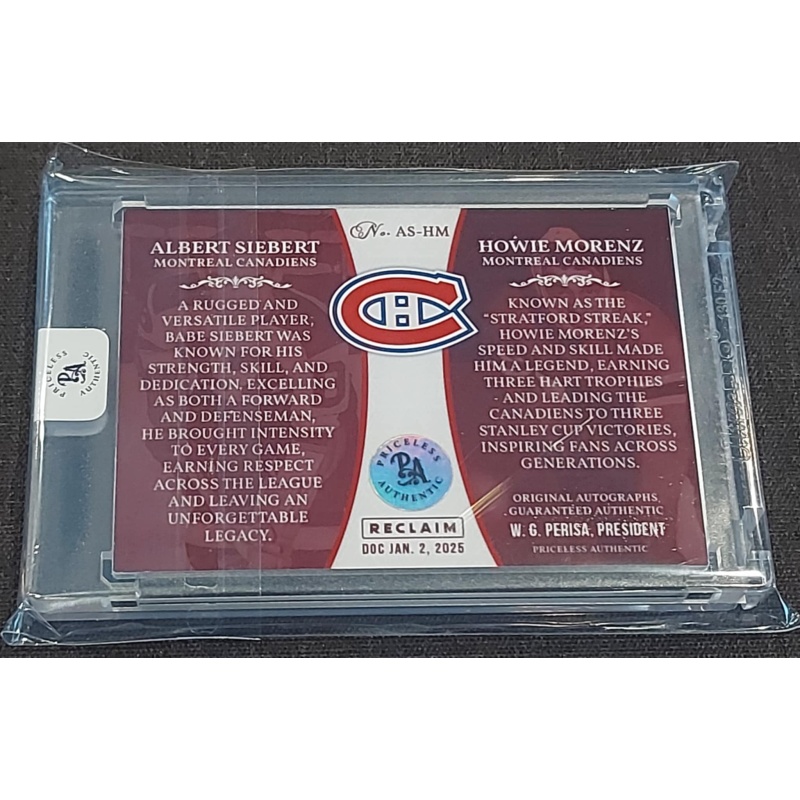 No. AS-HM
ALBERT SIEBERT
MONTREAL CANADIENS
A RUGGED AND
VERSATILE PLAYER,
BABE SIEBERT WAS
KNOWN FOR HIS
STRENGTH, SKILL, AND
DEDICATION. EXCELLING
AS BOTH A FORWARD
AND DEFENSEMAN,
HE BROUGHT INTENSITY
TO EVERY GAME,
EARNING RESPECT
ACROSS THE LEAGUE
AND LEAVING AN
UNFORGETTABLE
LEGACY.
HOWIE MORENZ
MONTREAL CANADIENS
KNOWN AS THE
“STRATFORD STREAK,”
HOWIE MORENZ'S
SPEED AND SKILL MADE
HIM A LEGEND, EARNING
THREE HART TROPHIES
AND LEADING THE
CANADIENS TO THREE
STANLEY CUP VICTORIES,
INSPIRING FANS ACROSS
GENERATIONS.
ORIGINAL AUTOGRAPHS,
GUARANTEED AUTHENTIC
W. G. PERISA, PRESIDENT
PRICELESS AUTHENTIC
CH
PRICELESS
PA
AUTHENTIC
RECLAIM
DOC JAN. 2, 2025
PRICELESS
PA
AUTHENTIC